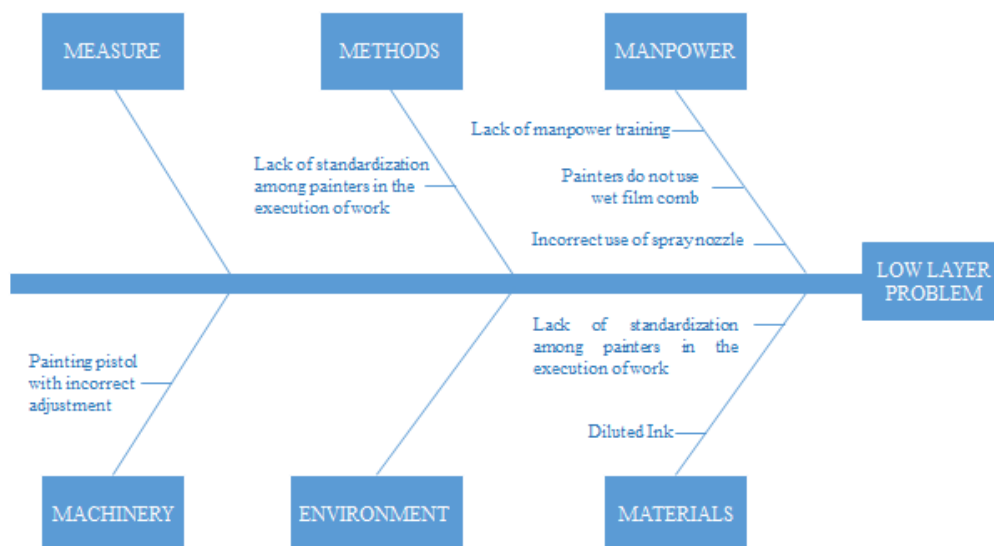 MEASURE
METHODS
MANPOWER
Lack of manpower training
Lack of standardization
among painters in the
execution of work
Painters do not use
wet film comb
Incorrect use of spray nozzle
LOW LAYER
PROBLEM
Lack of standardization
among painters in the
execution of work
Painting pistol
with incorrect
adjustment
Diluted Ink
MACHINERY
ENVIRONMENT
MATERIALS